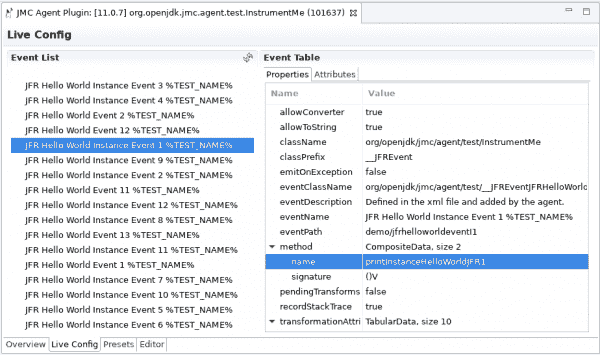 JMC Agent Plugin: [11.0.7] org.openjdk.jmc.agent.test.InstrumentMe (101637)
Live Config
Event List
JFR Hello World Instance Event 3 %TEST_NAME%
JFR Hello World Instance Event 4 %TEST_NAME%
JFR Hello World Event 2 %TEST_NAME%
JFR Hello World Event 12 %TEST_NAME%
JFR Hello World Instance Event 1 %TEST_NAME%
JFR Hello World Instance Event 9 %TEST_NAME%
JFR Hello World Instance Event 2 %TEST_NAME%
JFR Hello World Event 11 %TEST_NAME%
JFR Hello World Instance Event 12 %TEST_NAME%
JFR Hello World Instance Event 8 %TEST_NAME%
JFR Hello World Event 13 %TEST_NAME%
JFR Hello World Instance Event 11 %TEST_NAME%
JFR Hello World Event 1 %TEST_NAME%
JFR Hello World Instance Event 7 %TEST_NAME%
JFR Hello World Instance Event 10 %TEST_NAME%
JFR Hello World Instance Event 5 %TEST_NAME%
JFR Hello World Instance Event 6 %TEST_NAME%
Event Table
Properties Attributes
Name Value
allowConverter true
allowToString true
className org/openjdk/jmc/agent/test/InstrumentMe
classPrefix __JFREvent
emitOnException false
eventClassName org/openjdk/jmc/agent/test/__JFREventJFRHelloWorldI
eventDescription Defined in the xml file and added by the agent.
eventName JFR Hello World Instance Event 1 %TEST_NAME%
eventPath demo/jfrhelloworldeventI1
method CompositeData, size 2
name printInstanceHelloWorldJFR1
signature ()V
pendingTransforms false
recordStackTrace true
transformationAttri TabularData, size 10
Overview Live Config Presets Editor